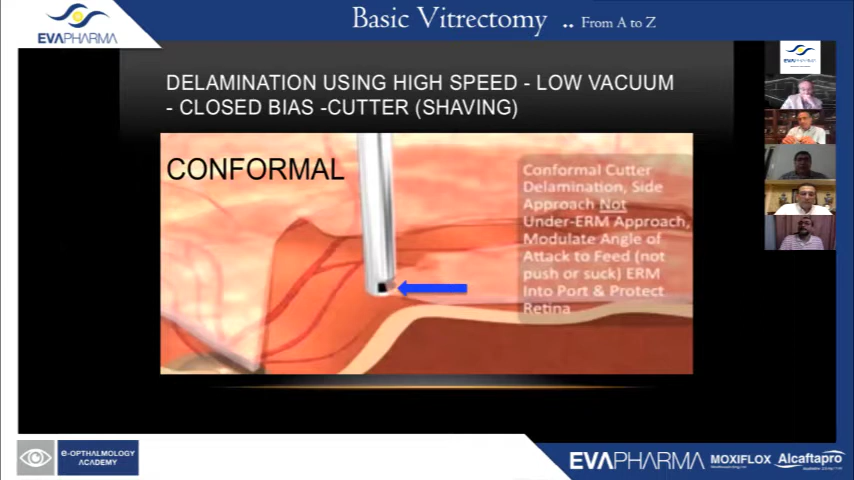 EVAPHARMA
Basic Vitrectomy .. From A to Z
DELAMINATION USING HIGH SPEED - LOW VACUUM
- CLOSED BIAS -CUTTER (SHAVING)
CONFORMAL
Conformal Cutter
Delamination, Side
Approach Not
Under-ERM Approach,
Modulate Angle of
Attack to Feed (not
push or suck) ERM
Into Port & Protect
Retina
e-OPTHALMOLOGY
ACADEMY
EVAPHARMA MOXIFLOX Alcaftapro